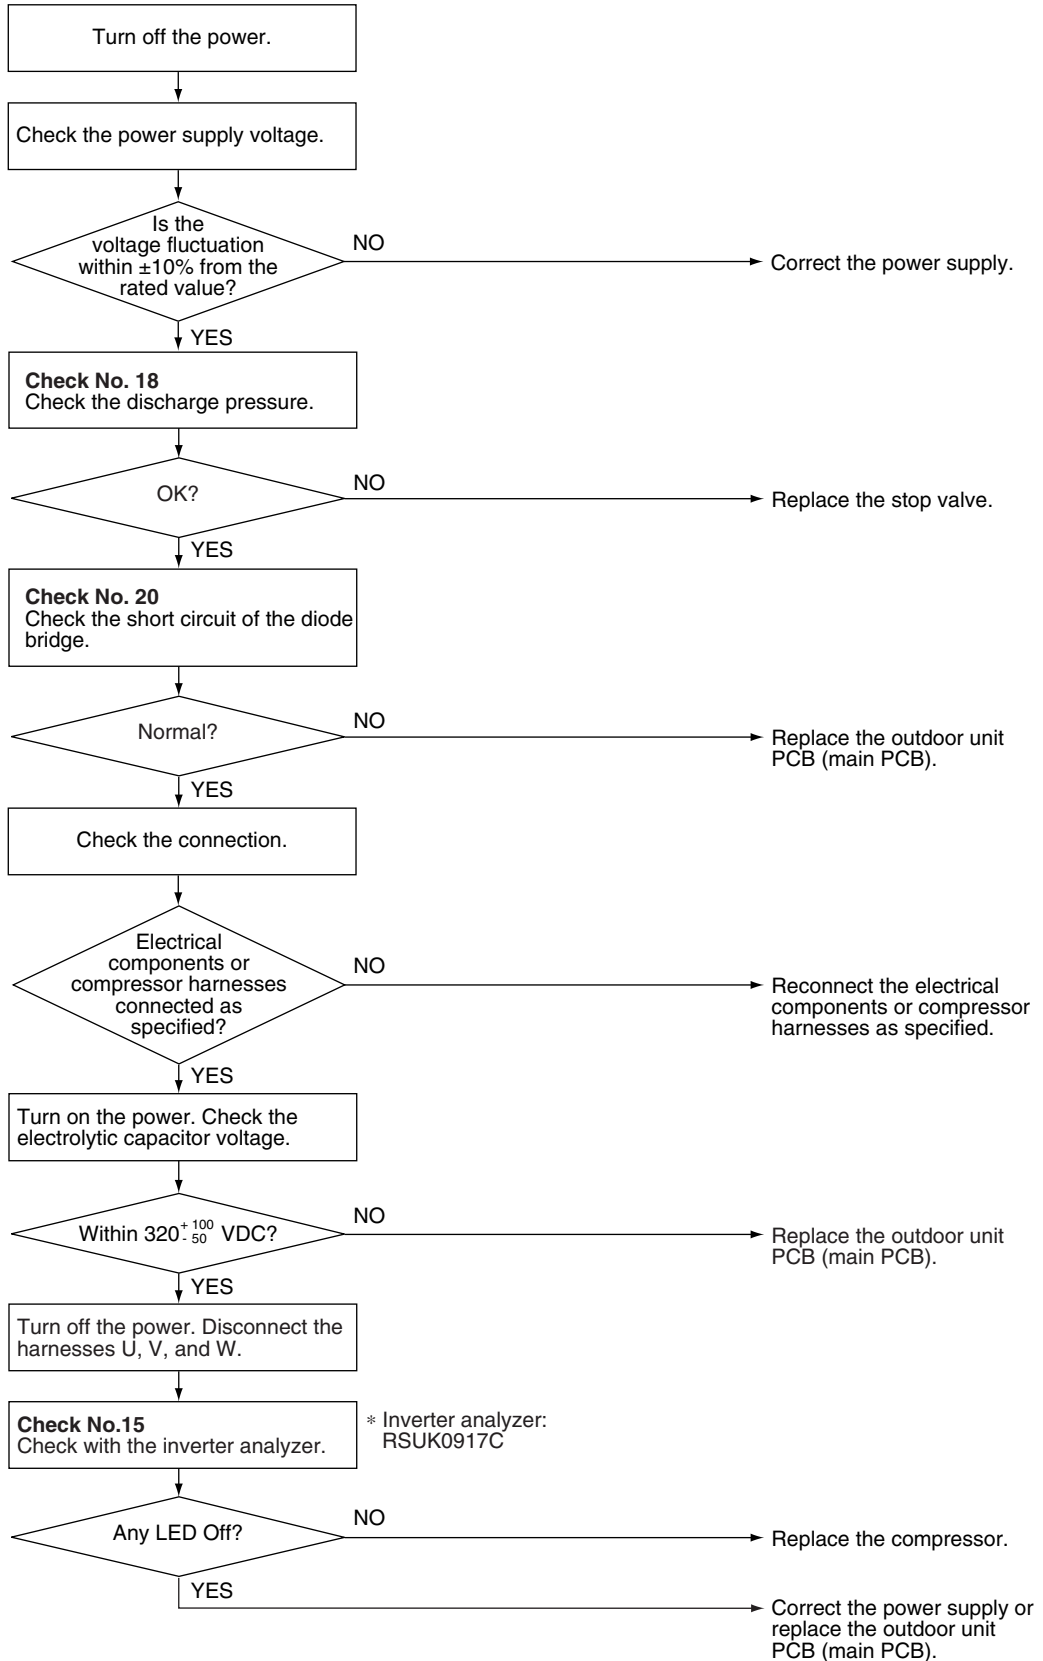 Turn off the power.
Check the power supply voltage.
Is the
voltage fluctuation
within ±10% from the
rated value?
NO
Correct the power supply.
YES
Check No. 18
Check the discharge pressure.
OK?
NO
Replace the stop valve.
YES
Check No. 20
Check the short circuit of the diode
bridge.
Normal?
NO
Replace the outdoor unit
PCB (main PCB).
YES
Check the connection.
Electrical
components or
compressor harnesses
connected as
specified?
NO
Reconnect the electrical
components or compressor
harnesses as specified.
YES
Turn on the power. Check the
electrolytic capacitor voltage.
Within 320 + 100 - 50 VDC?
NO
Replace the outdoor unit
PCB (main PCB).
YES
Turn off the power. Disconnect the
harnesses U, V, and W.
Check No.15
Check with the inverter analyzer.
* Inverter analyzer:
RSUK0917C
Any LED Off?
NO
Replace the compressor.
YES
Correct the power supply or
replace the outdoor unit
PCB (main PCB).